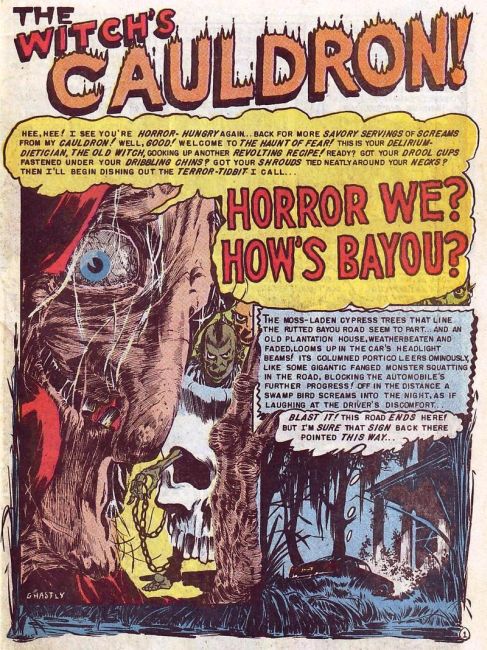 THE
WITCH'S
CAULDRON!
HEE, HEE! I SEE YOU'RE HORROR-HUNGRY AGAIN... BACK FOR MORE SAVORY SERVINGS OF SCREAMS
FROM MY CAULDRON! WELL, GOOD! WELCOME TO THE HAUNT OF FEAR! THIS IS YOUR DELIRIUM-
DIETICIAN, THE OLD WITCH, COOKING UP ANOTHER REVOLTING RECIPE! READY? GOT YOUR DROOL CUPS
FASTENED UNDER YOUR DRIBBLING CHINS? GOT YOUR SHROUDS TIED NEATLY AROUND YOUR NECKS?
THEN I'LL BEGIN DISHING OUT THE TERROR-TIDBIT I CALL...
HORROR WE?
HOW'S BAYOU?
THE MOSS-LADEN CYPRESS TREES THAT LINE
THE RUTTED BAYOU ROAD SEEM TO PART... AND AN
OLD PLANTATION HOUSE, WEATHERBEATEN AND
FADED, LOOMS UP IN THE CAR'S HEADLIGHT
BEAMS! ITS COLUMNED PORTICO LEERS OMINOUSLY,
LIKE SOME GIGANTIC FANGED MONSTER SQUATTING
IN THE ROAD, BLOCKING THE AUTOMOBILE'S
FURTHER PROGRESS! OFF IN THE DISTANCE A
SWAMP BIRD SCREAMS INTO THE NIGHT, AS IF
LAUGHING AT THE DRIVER'S DISCOMFORT...
BLAST IT! THIS ROAD ENDS HERE!
BUT I'M SURE THAT SIGN BACK THERE
POINTED THIS WAY...
GHASTLY
1